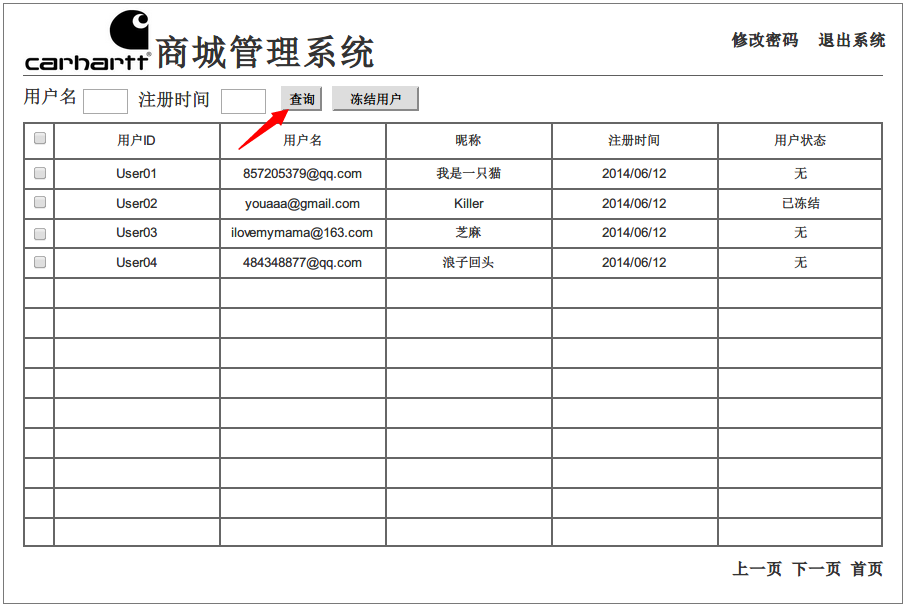 carhartt® 商城管理系统 修改密码 退出系统
用户名 注册时间 查询 冻结用户
用户ID 用户名 昵称 注册时间 用户状态
User01 857205379@qq.com 我是一只猫 2014/06/12 无
User02 youaaa@gmail.com Killer 2014/06/12 已冻结
User03 ilovemymama@163.com 芝麻 2014/06/12 无
User04 484348877@qq.com 浪子回头 2014/06/12 无
上一页 下一页 首页